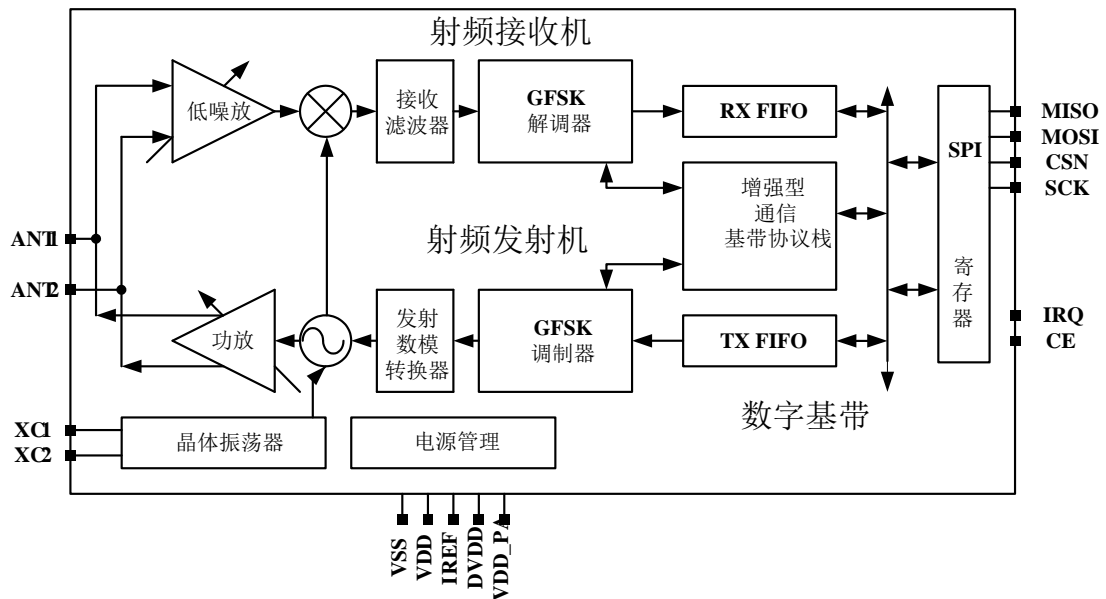 射频接收机
低噪放
接收
滤波器
GFSK
解调器
RX FIFO
SPI
寄
存
器
MISO
MOSI
CSN
SCK
增强型
通信
基带协议栈
ANT1
ANT2
射频发射机
功放
发射
数模
转换器
GFSK
调制器
TX FIFO
IRQ
CE
数字基带
XC1
XC2
晶体振荡器
电源管理
VSS
VDD
IREF
DVDD
VDD_PA